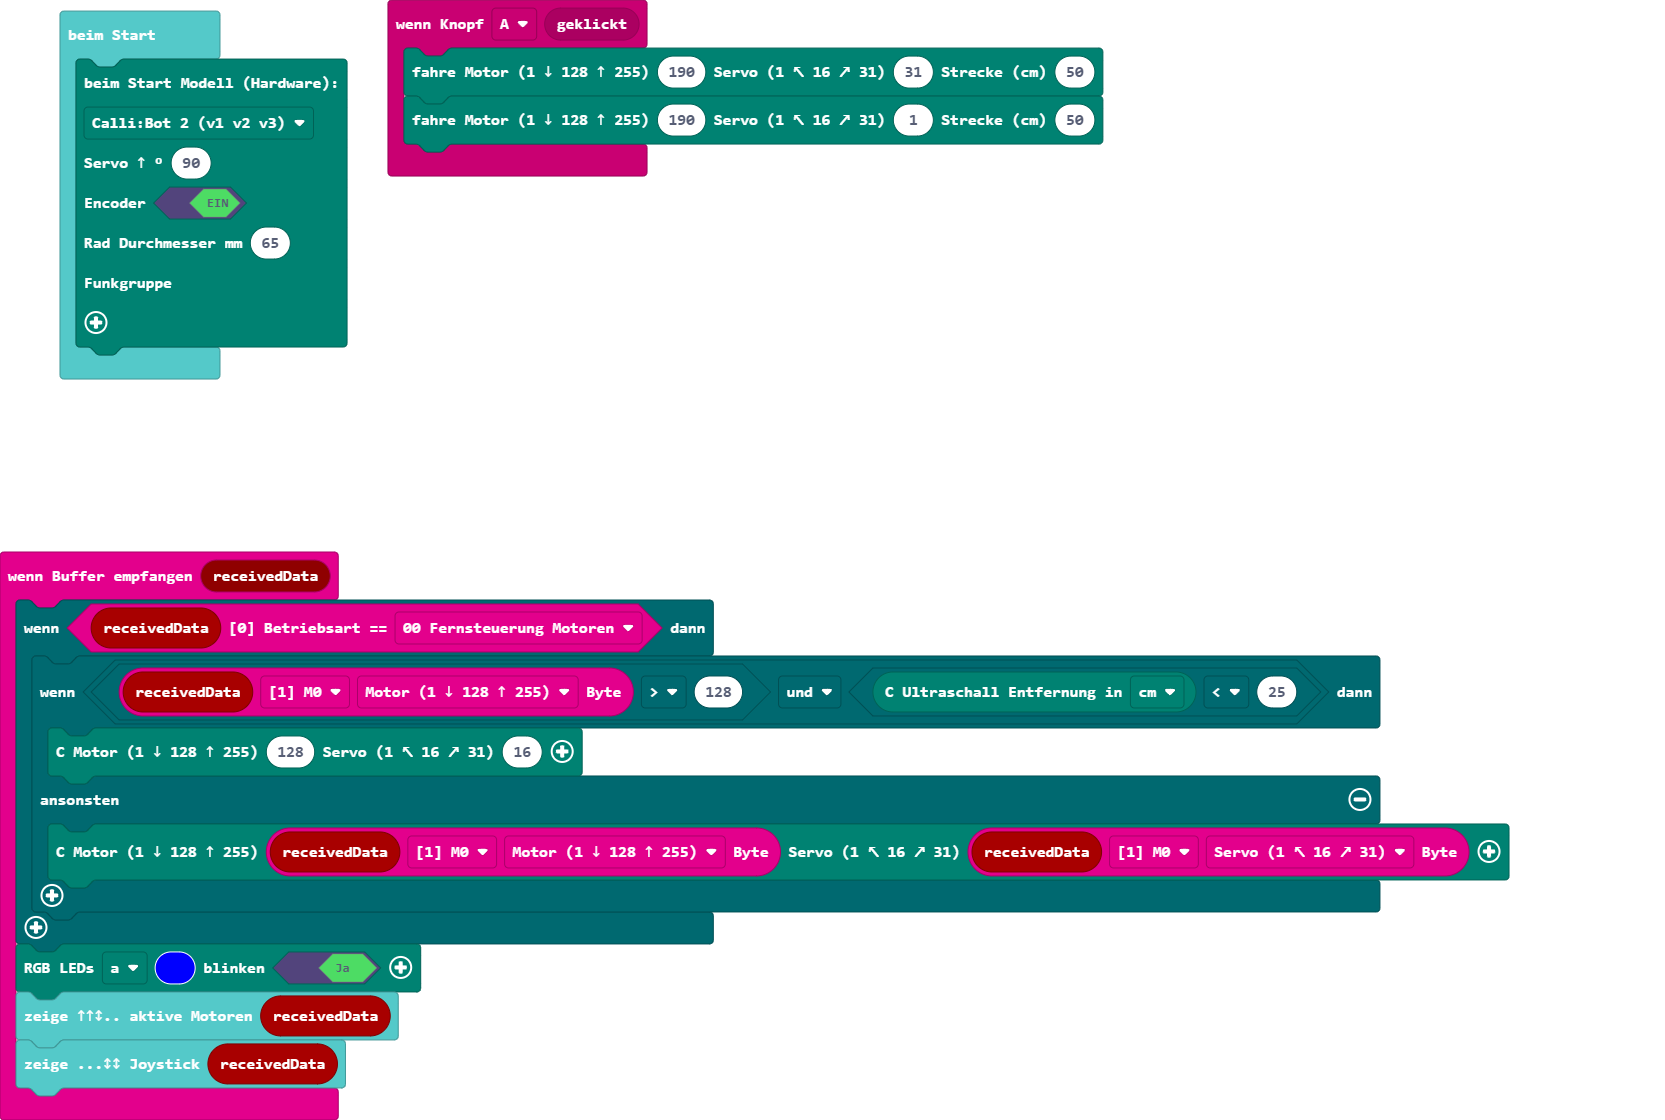 beim Start
beim Start Modell (Hardware):
Calli:Bot 2 (v1 v2 v3)
Servo ↑ ° 90
Encoder EIN
Rad Durchmesser mm 65
Funkgruppe
wenn Knopf A geklickt
fahre Motor (1 ↓ 128 ↑ 255) 190 Servo (1 ↖ 16 ↗ 31) 31 Strecke (cm) 50
fahre Motor (1 ↓ 128 ↑ 255) 190 Servo (1 ↖ 16 ↗ 31) 1 Strecke (cm) 50
wenn Buffer empfangen receivedData
wenn receivedData [0] Betriebsart == 00 Fernsteuerung Motoren dann
wenn receivedData [1] M0 Motor (1 ↓ 128 ↑ 255) Byte > 128 und C Ultraschall Entfernung in cm < 25 dann
C Motor (1 ↓ 128 ↑ 255) 128 Servo (1 ↖ 16 ↗ 31) 16
ansonsten
C Motor (1 ↓ 128 ↑ 255) receivedData [1] M0 Motor (1 ↓ 128 ↑ 255) Byte Servo (1 ↖ 16 ↗ 31) receivedData [1] M0 Servo (1 ↖ 16 ↗ 31) Byte
RGB LEDs a blinken Ja
zeige ↑↑↕.. aktive Motoren receivedData
zeige ...↕↕ Joystick receivedData